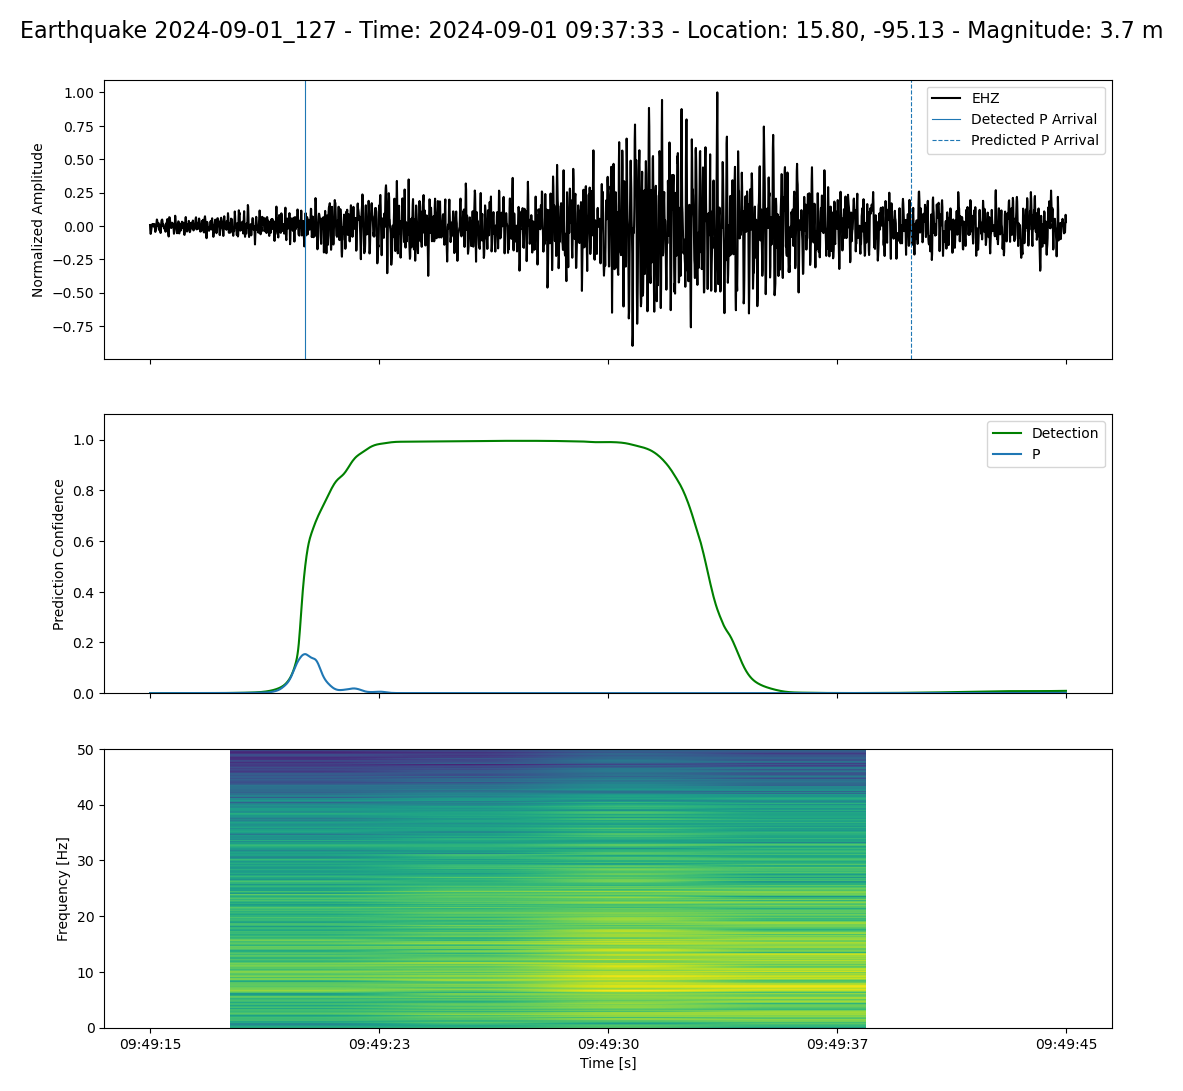 Earthquake 2024-09-01_127 - Time: 2024-09-01 09:37:33 - Location: 15.80, -95.13 - Magnitude: 3.7 m
Normalized Amplitude
1.00
0.75
0.50
0.25
0.00
−0.25
−0.50
−0.75
EHZ
Detected P Arrival
Predicted P Arrival
Prediction Confidence
1.0
0.8
0.6
0.4
0.2
0.0
Detection
P
Frequency [Hz]
50
40
30
20
10
0
09:49:15 09:49:23 09:49:30 09:49:37 09:49:45
Time [s]